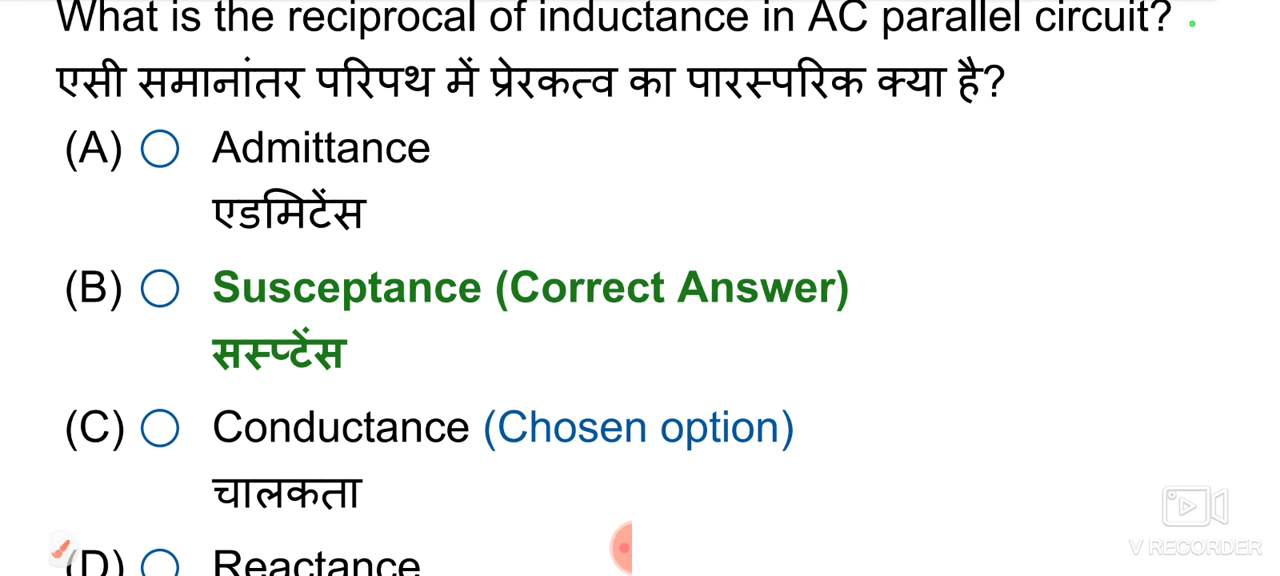 What is the reciprocal of inductance in AC parallel circuit?
एसी समानांतर परिपथ में प्रेरकत्व का पारस्परिक क्या है?
(A) Admittance
एडमिटेंस
(B) Susceptance (Correct Answer)
सस्प्टेंस
(C) Conductance (Chosen option)
चालकता
(D) Reactance
V RECORDER